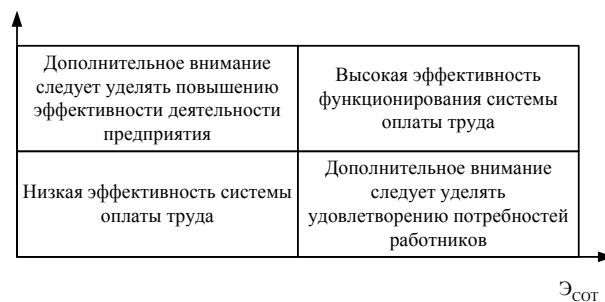 Дополнительное внимание
следует уделять повышению
эффективности деятельности
предприятия
Высокая эффективность
функционирования системы
оплаты труда
Низкая эффективность системы
оплаты труда
Дополнительное внимание
следует уделять
удовлетворению потребностей
работников
Эсот